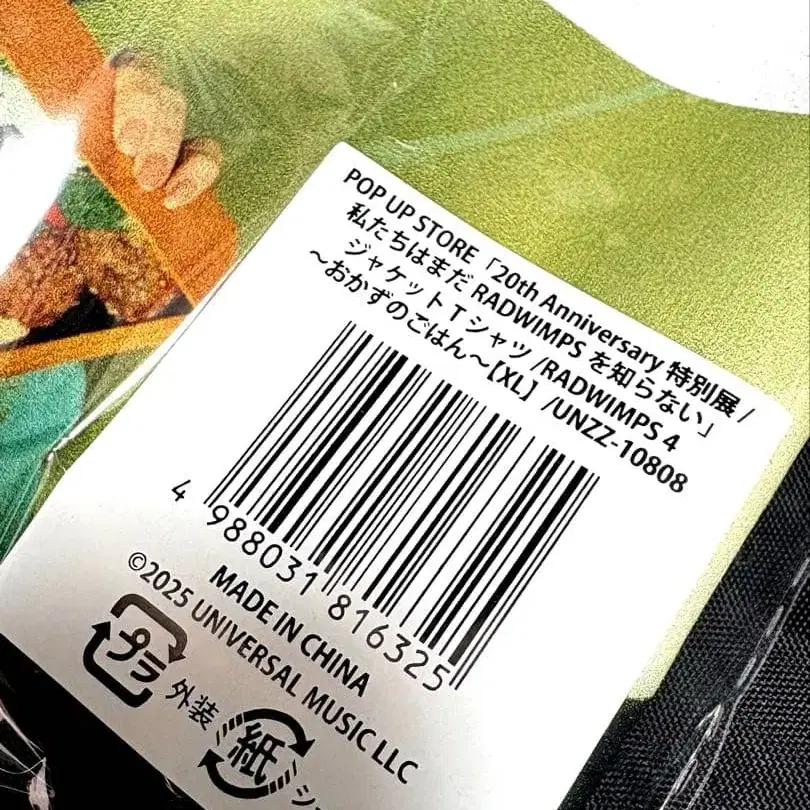 POP UP STORE「20th Anniversary 特別展/
私たちはまだ RADWIMPS を知らない」
ジャケットTシャツ/RADWIMPS 4
~おかずのごはん~【XL】/UNZZ-10808
4 988031 816325
MADE IN CHINA
©2025 UNIVERSAL MUSIC LLC
プラ 外装
紙 シ